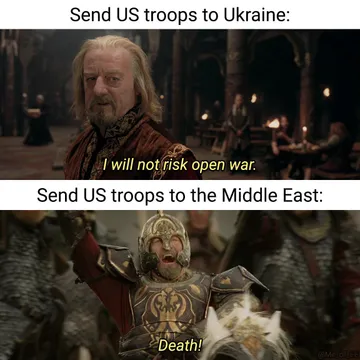 Send US troops to Ukraine:
I will not risk open war.
Send US troops to the Middle East:
Death!